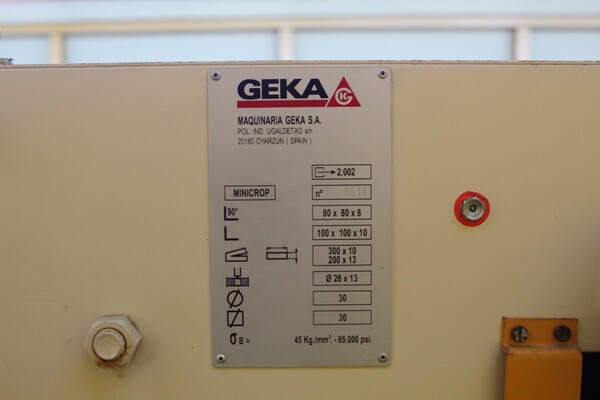 GEKA GK
MAQUINARIA GEKA S.A.
POL. IND. UGALDETXO s/n
20180 OYARZUN ( SPAIN )
2.002
MINICROP nº
90° 80 x 80 x 8
100 x 100 x 10
300 x 10
200 x 13
Ø 28 x 13
30
30
σ B = 45 Kg./mm². - 65.000 psi.